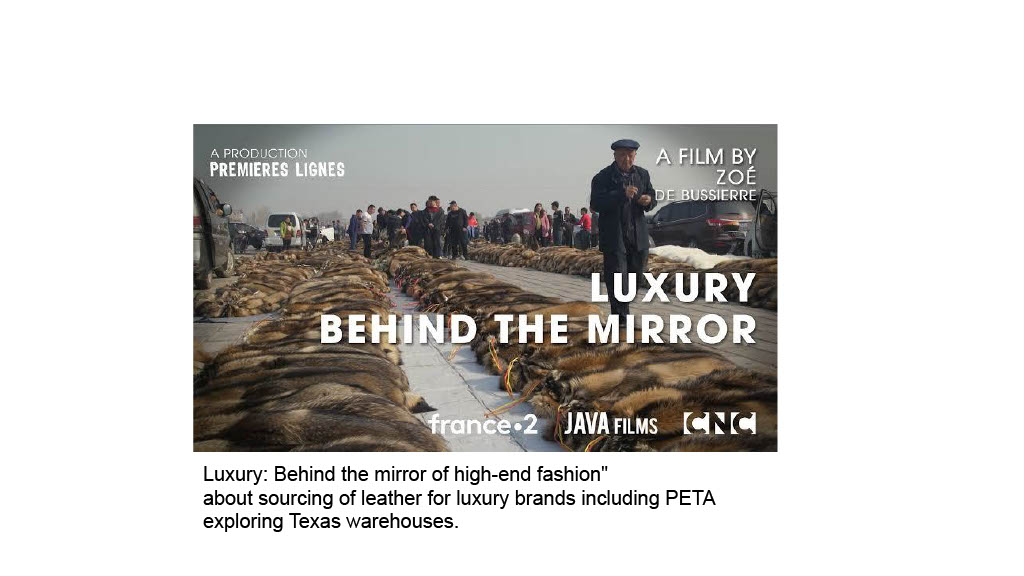 A PRODUCTION
PREMIERES LIGNES
A FILM BY
ZOÉ
DE BUSSIERRE
LUXURY
BEHIND THE MIRROR
france•2 JAVA FILMS CNC
Luxury: Behind the mirror of high-end fashion"
about sourcing of leather for luxury brands including PETA
exploring Texas warehouses.